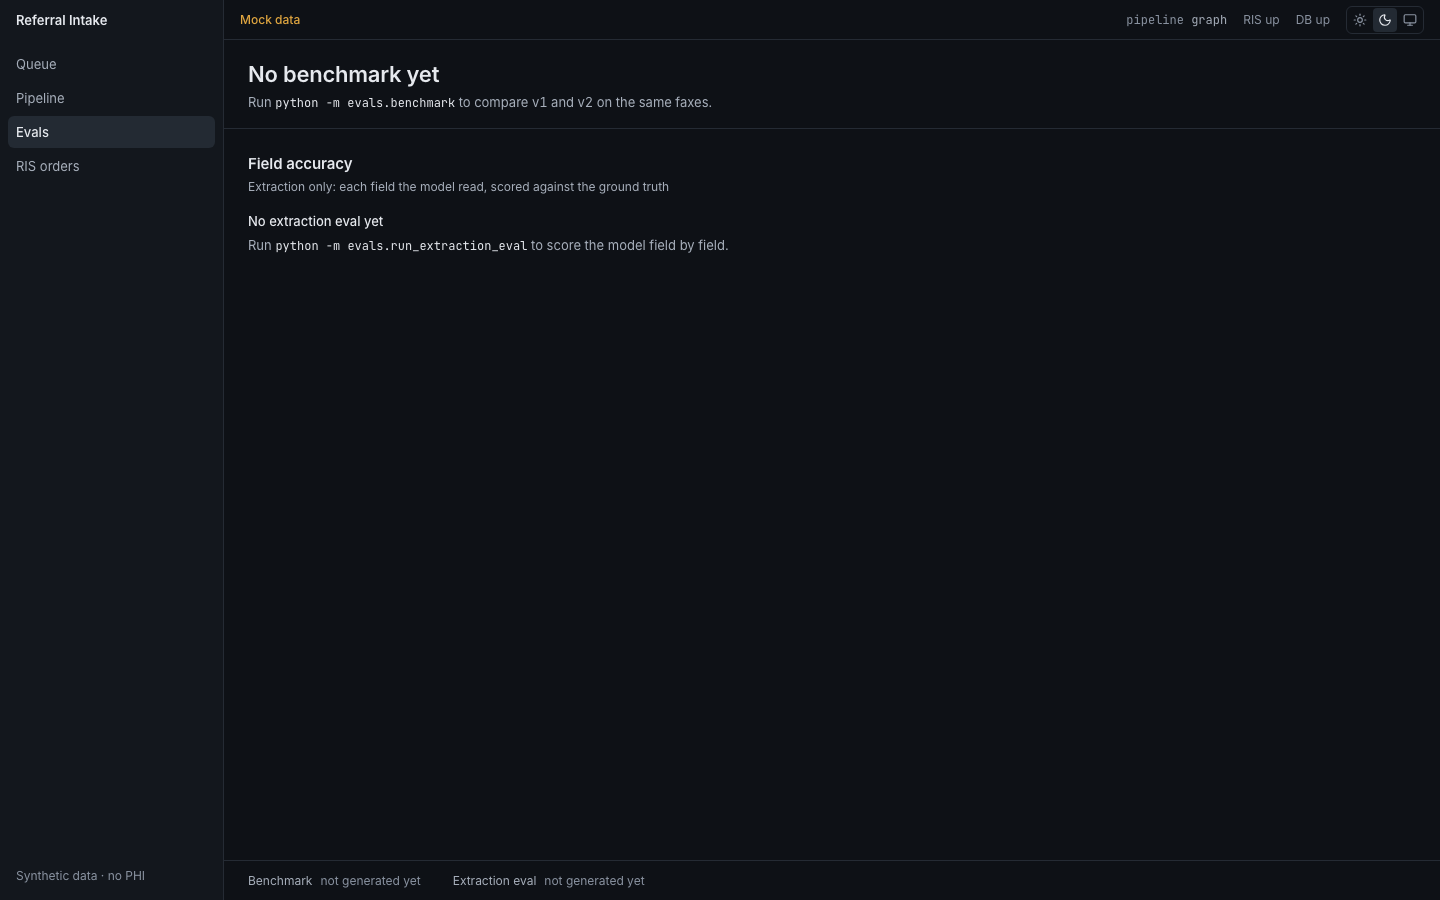 Referral Intake
Queue
Pipeline
Evals
RIS orders
Synthetic data · no PHI
Mock data
pipeline graph
RIS up
DB up
No benchmark yet
Run python -m evals.benchmark to compare v1 and v2 on the same faxes.
Field accuracy
Extraction only: each field the model read, scored against the ground truth
No extraction eval yet
Run python -m evals.run_extraction_eval to score the model field by field.
Benchmark not generated yet
Extraction eval not generated yet